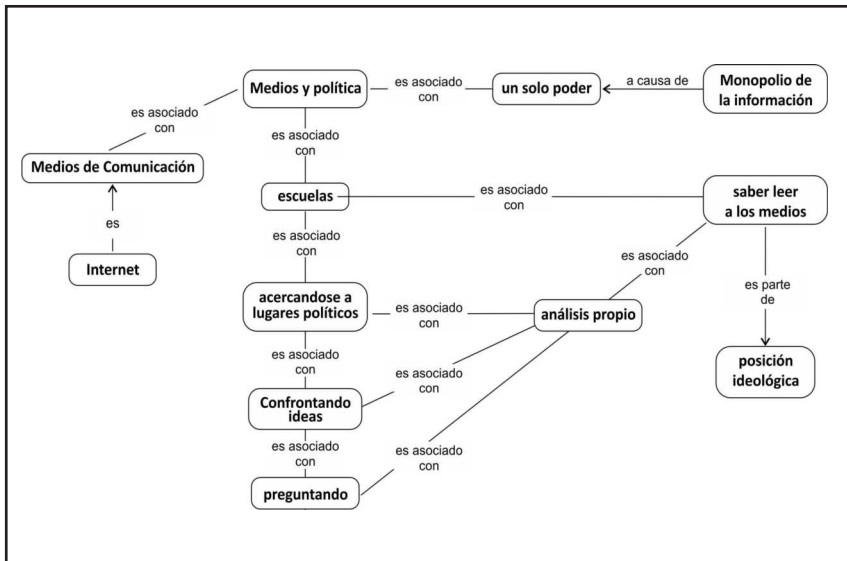 Medios y política
es asociado
con
un solo poder
a causa de
Monopolio de
la información
es asociado
con
Medios de Comunicación
es asociado
con
es
Internet
escuelas
es asociado
con
saber leer
a los medios
es asociado
con
es asociado
con
es parte
de
acercandose a
lugares políticos
es asociado
con
análisis propio
posición
ideológica
es asociado
con
es asociado
con
Confrontando
ideas
es asociado
con
es asociado
con
preguntando